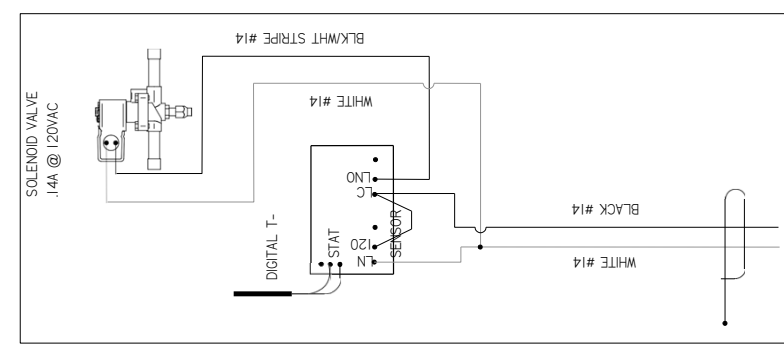 BLK/WHT STRIPE #14
WHITE #14
SOLENOID VALVE
.14A @ 120VAC
DIGITAL T-
STAT
LNO
LC
120
LN
SENSOR
BLACK #14
WHITE #14